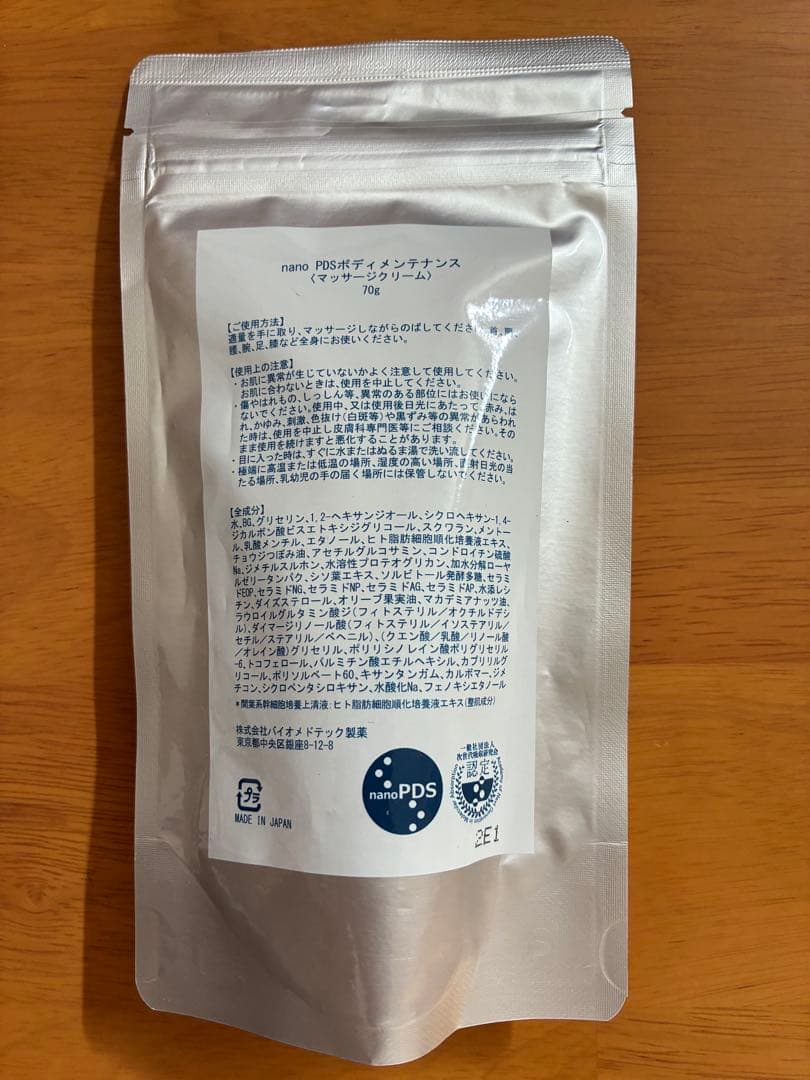 nano PDSボディメンテナンス
〈マッサージクリーム〉
70g
【ご使用方法】
適量を手に取り、マッサージしながらのばしてください。首、肩、
腰、腕、足、膝など全身にお使いください。
【使用上の注意】
・お肌に異常が生じていないかよく注意して使用してください。
お肌に合わないときは、使用を中止してください。
・傷やはれもの、しっしん等、異常のある部位にはお使いになら
ないでください。使用中、又は使用後日光にあたって、赤み、は
れ、かゆみ、刺激、色抜け(白斑等)や黒ずみ等の異常があらわれ
た時は、使用を中止し皮膚科専門医等にご相談ください。その
まま使用を続けますと悪化することがあります。
・目に入った時は、すぐに水またはぬるま湯で洗い流してください。
・極端に高温または低温の場所、湿度の高い場所、直射日光の当
たる場所、乳幼児の手の届く場所には保管しないでください。
【全成分】
水、BG、グリセリン、1,2-ヘキサンジオール、シクロヘキサン-1,4-
ジカルボン酸ビスエトキシジグリコール、スクワラン、メントー
ル、乳酸メンチル、エタノール、ヒト脂肪細胞順化培養液エキス、
チョウジつぼみ油、アセチルグルコサミン、コンドロイチン硫酸
Na、ジメチルスルホン、水溶性プロテオグリカン、加水分解ローヤ
ルゼリータンパク、シソ葉エキス、ソルビトール発酵多糖、セラミ
ドEOP、セラミドNG、セラミドNP、セラミドAG、セラミドAP、水添レシ
チン、ダイズステロール、オリーブ果実油、マカデミアナッツ油、
ラウロイルグルタミン酸ジ(フィトステリル/オクチルドデシ
ル)、ダイマージリノール酸(フィトステリル/イソステアリル/
セチル/ステアリル/ベヘニル)、(クエン酸/乳酸/リノール酸
/オレイン酸)グリセリル、ポリリシノレイン酸ポリグリセリル
-6、トコフェロール、パルミチン酸エチルヘキシル、カプリリルグ
リコール、ポリソルベート60、キサンタンガム、カルボマー、ジメ
チコン、シクロペンタシロキサン、水酸化Na、フェノキシエタノール
*間葉系幹細胞培養上清液:ヒト脂肪細胞順化培養液エキス(整肌成分)
株式会社バイオメドテック製薬
東京都中央区銀座8-12-8
プラ
MADE IN JAPAN
nanoPDS
一般社団法人
認定
2E1